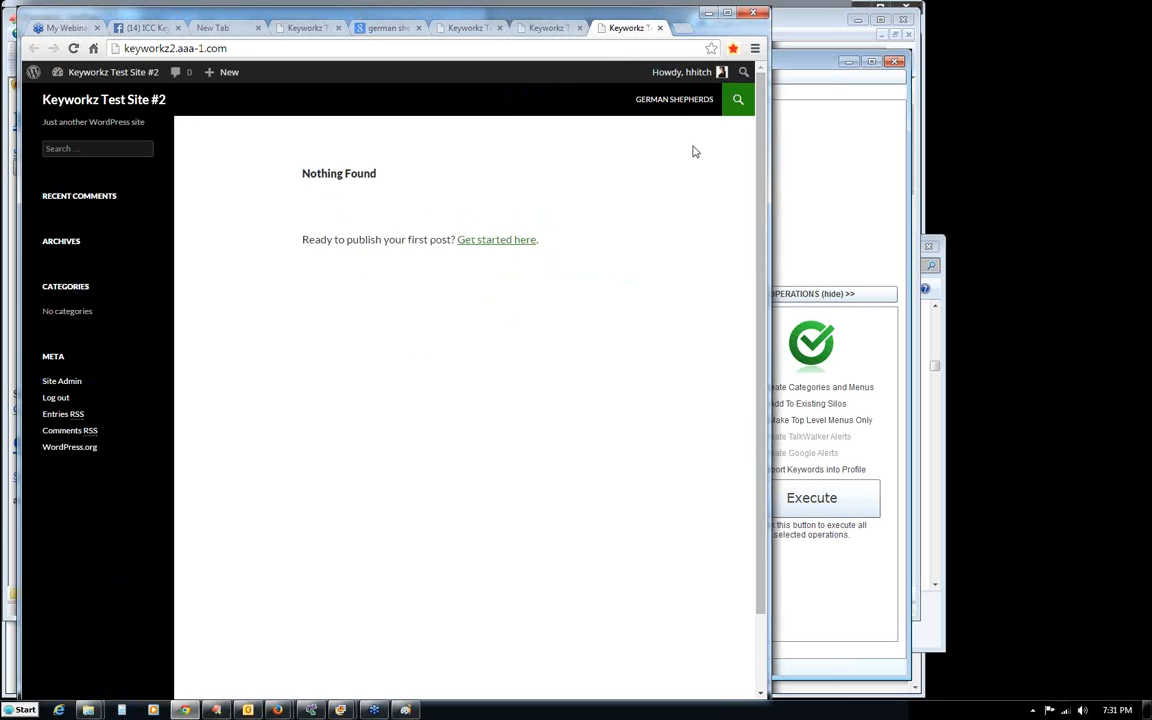 My Webina
(14) ICC Ke
New Tab
Keyworkz T
german she
Keyworkz T
Keyworkz T
Keyworkz T
keyworkz2.aaa-1.com
Keyworkz Test Site #2
0
+ New
Howdy, hhitch
Keyworkz Test Site #2
GERMAN SHEPHERDS
Just another WordPress site
Search ...
Nothing Found
RECENT COMMENTS
Ready to publish your first post? Get started here.
ARCHIVES
CATEGORIES
No categories
OPERATIONS (hide) >>
META
Site Admin
Log out
Entries RSS
Comments RSS
WordPress.org
ate Categories and Menus
Add To Existing Silos
Make Top Level Menus Only
ate TalkWalker Alerts
ate Google Alerts
port Keywords into Profile
Execute
k this button to execute all
selected operations.
Start
7:31 PM